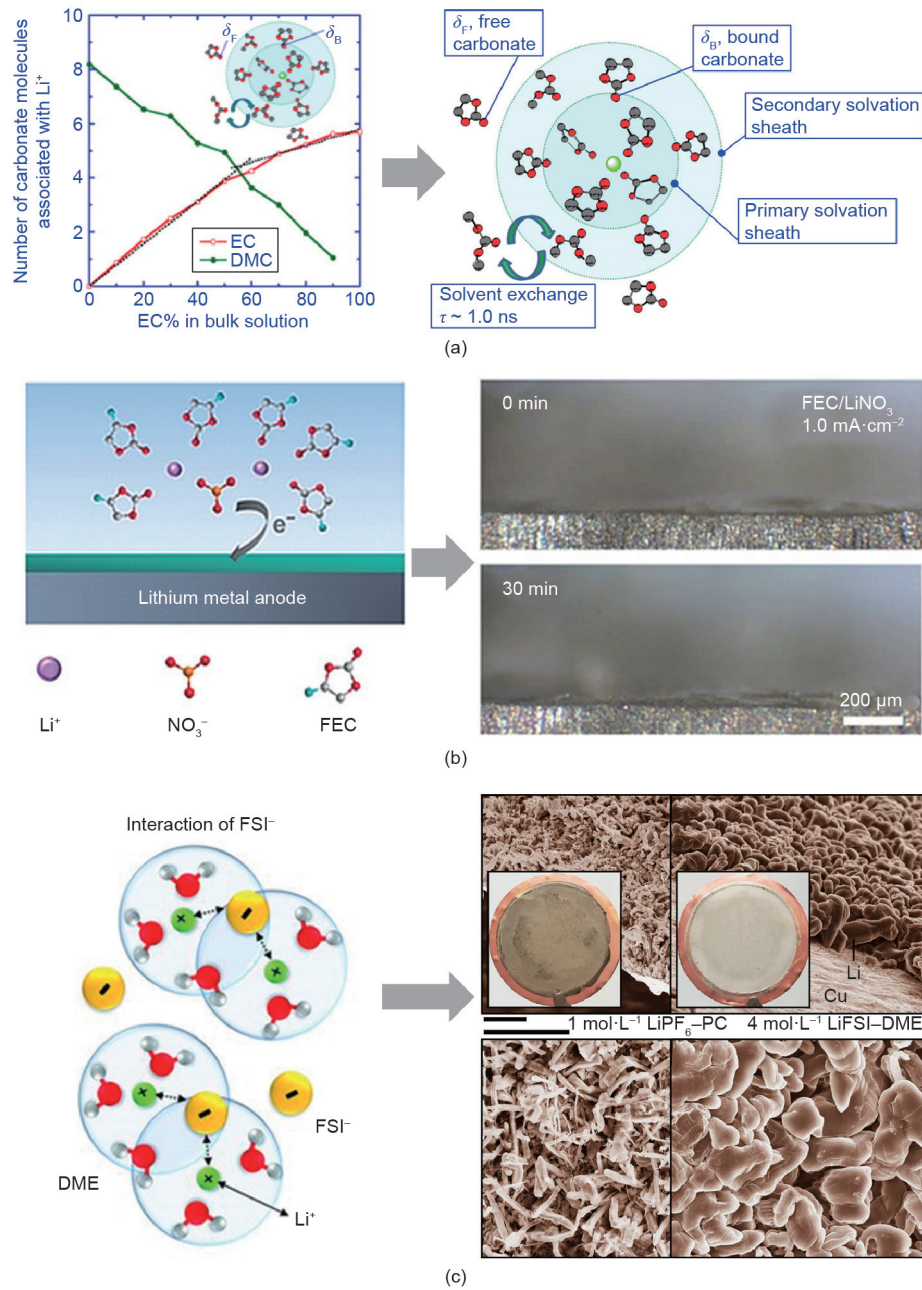 Number of carbonate molecules
associated with Li⁺
10
8
6
4
2
0
0
20
40
60
80
100
EC% in bulk solution
EC
DMC
δF
δB
δF, free
carbonate
δB, bound
carbonate
Secondary solvation
sheath
Primary solvation
sheath
Solvent exchange
τ ~ 1.0 ns
(a)
e⁻
Lithium metal anode
Li⁺
NO₃⁻
FEC
0 min
FEC/LiNO₃
1.0 mA·cm⁻²
30 min
200 μm
(b)
Interaction of FSI⁻
FSI⁻
DME
Li⁺
Li
Cu
1 mol·L⁻¹ LiPF₆–PC
4 mol·L⁻¹ LiFSI–DME
(c)